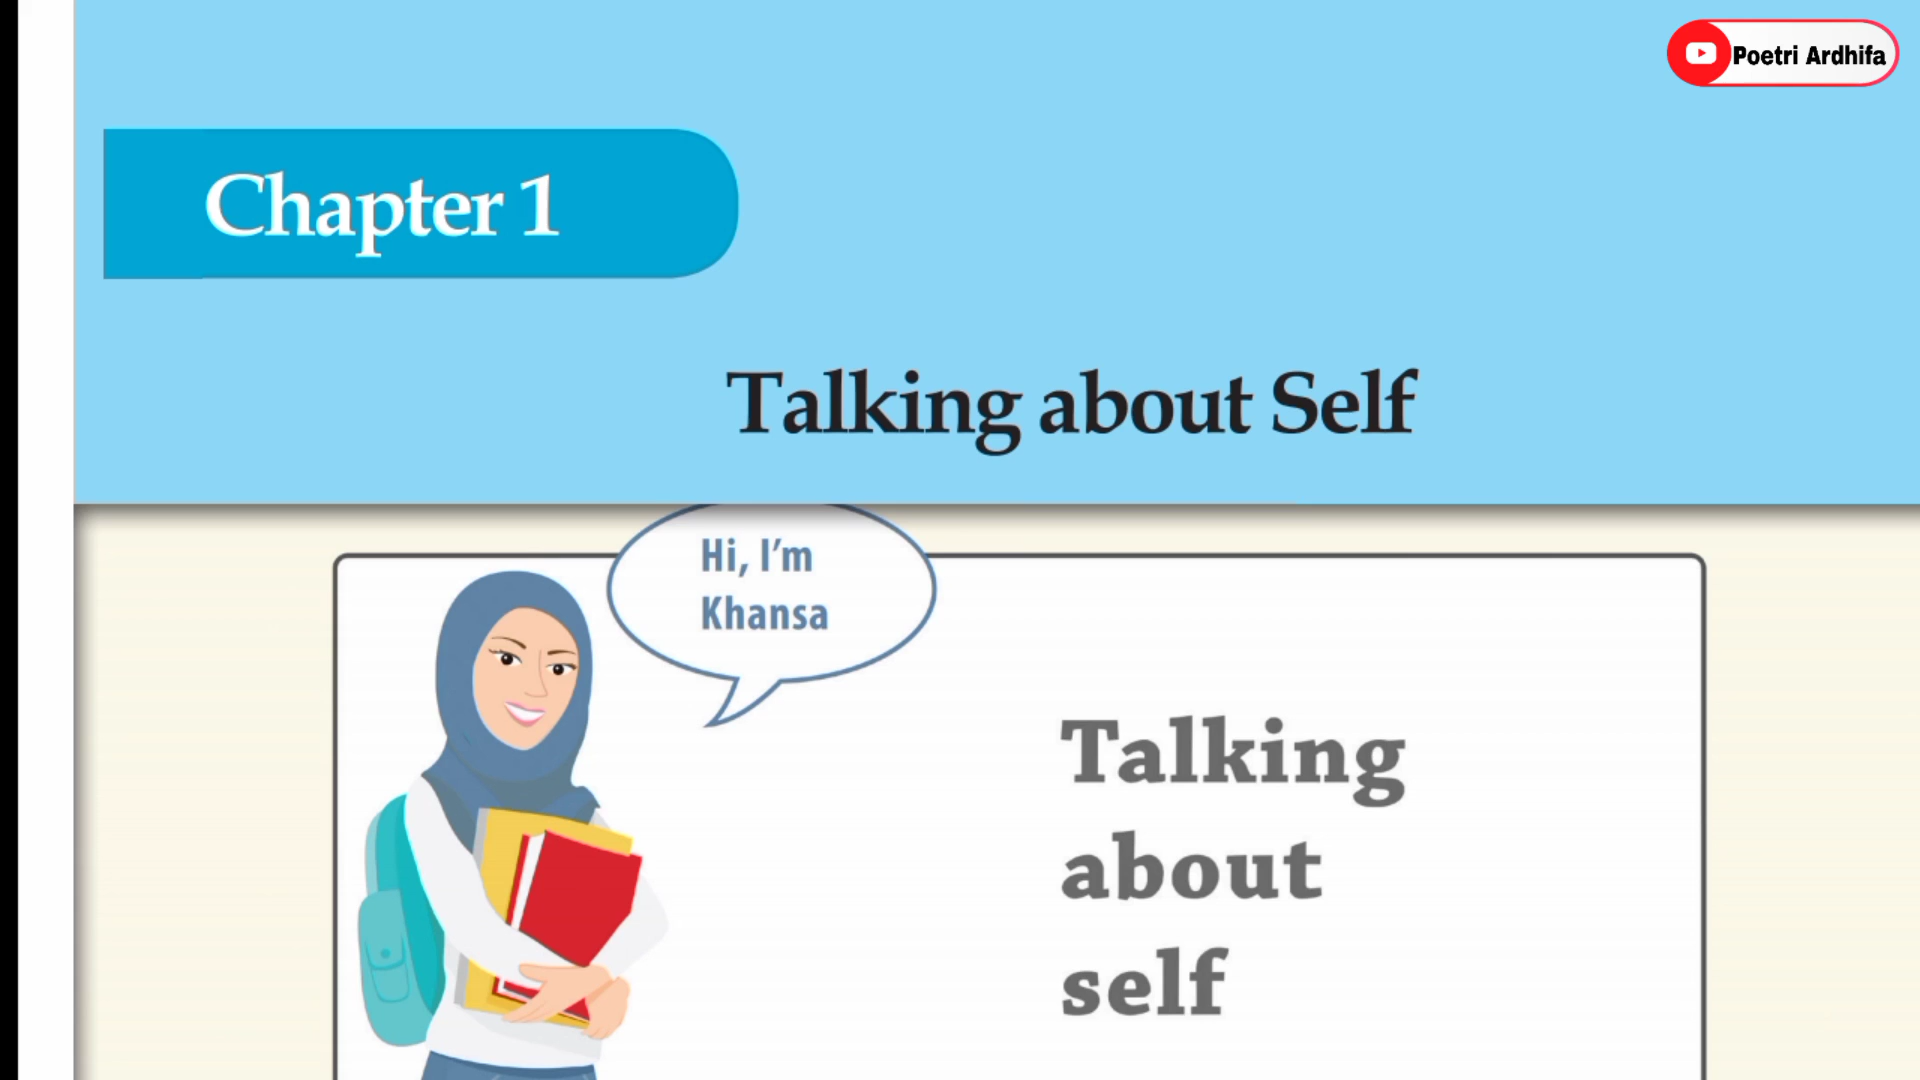 Poetri Ardhifa
Chapter 1
Talking about Self
Hi, I'm
Khansa
Talking
about
self